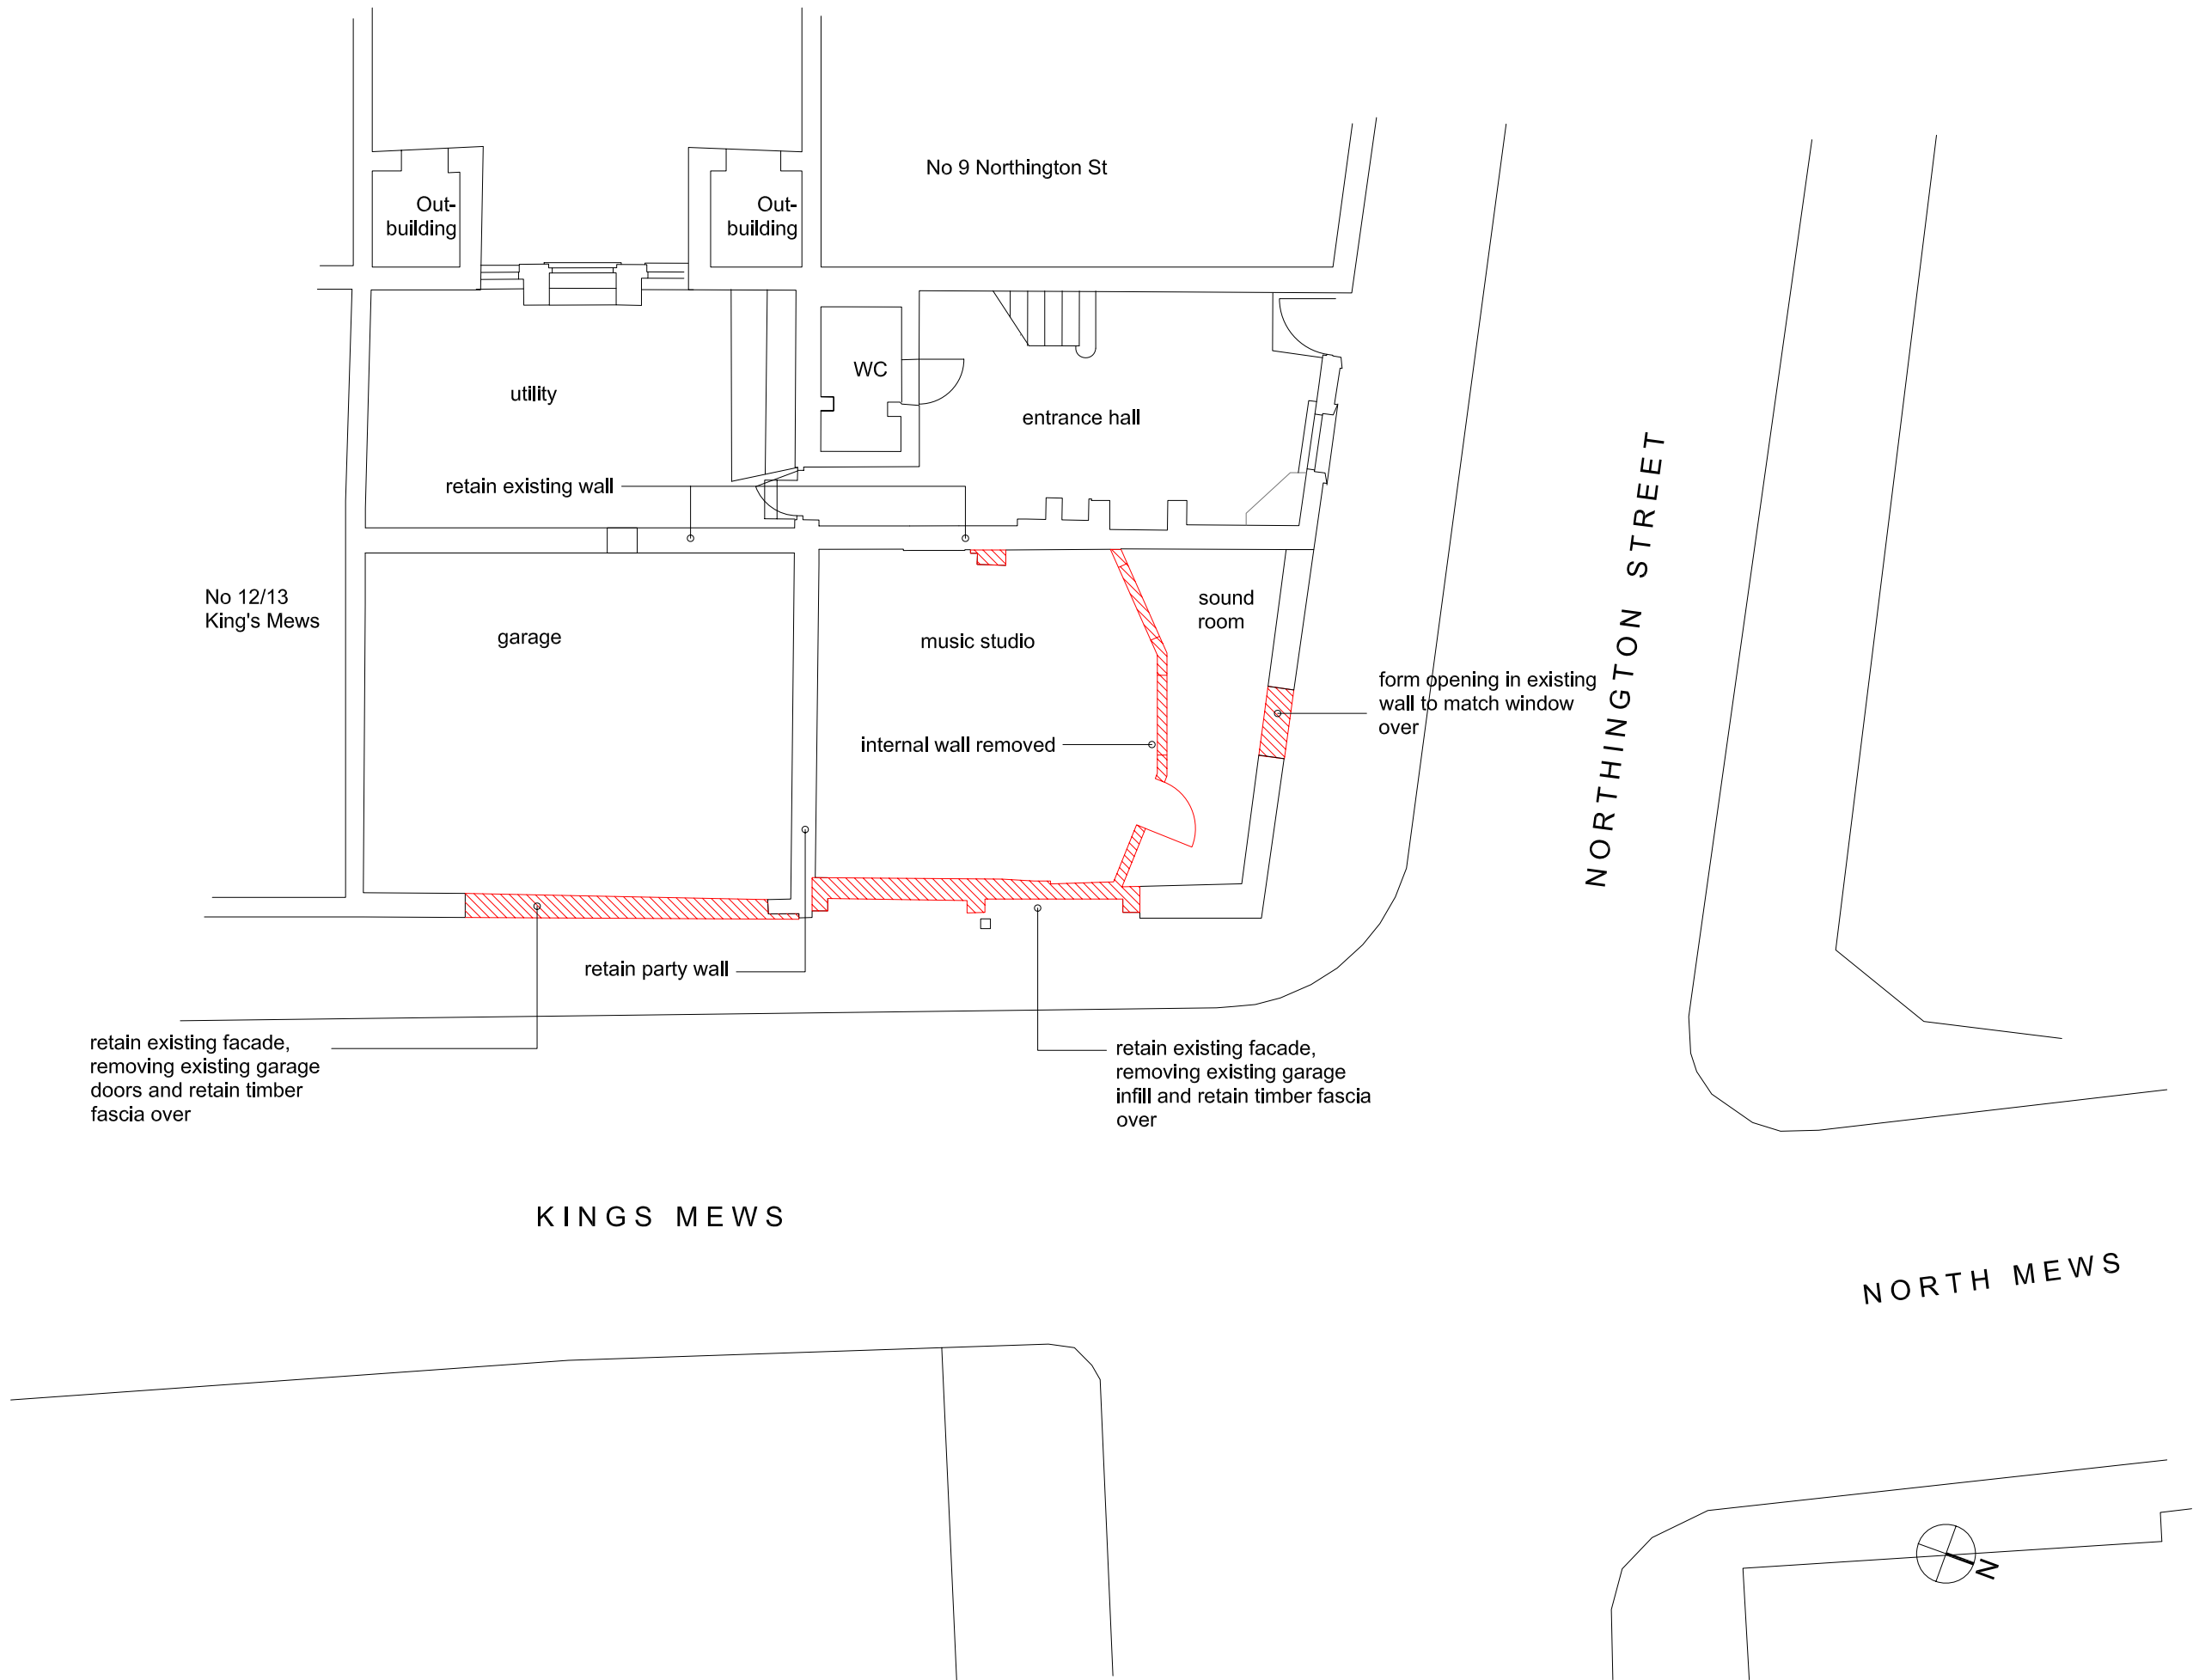 No 9 Northington St
Out-
building
Out-
building
WC
utility
entrance hall
retain existing wall
No 12/13
King's Mews
garage
music studio
sound
room
form opening in existing
wall to match window
over
internal wall removed
NORTHINGTON STREET
retain party wall
retain existing facade,
removing existing garage
doors and retain timber
fascia over
retain existing facade,
removing existing garage
infill and retain timber fascia
over
KINGS MEWS
NORTH MEWS
N